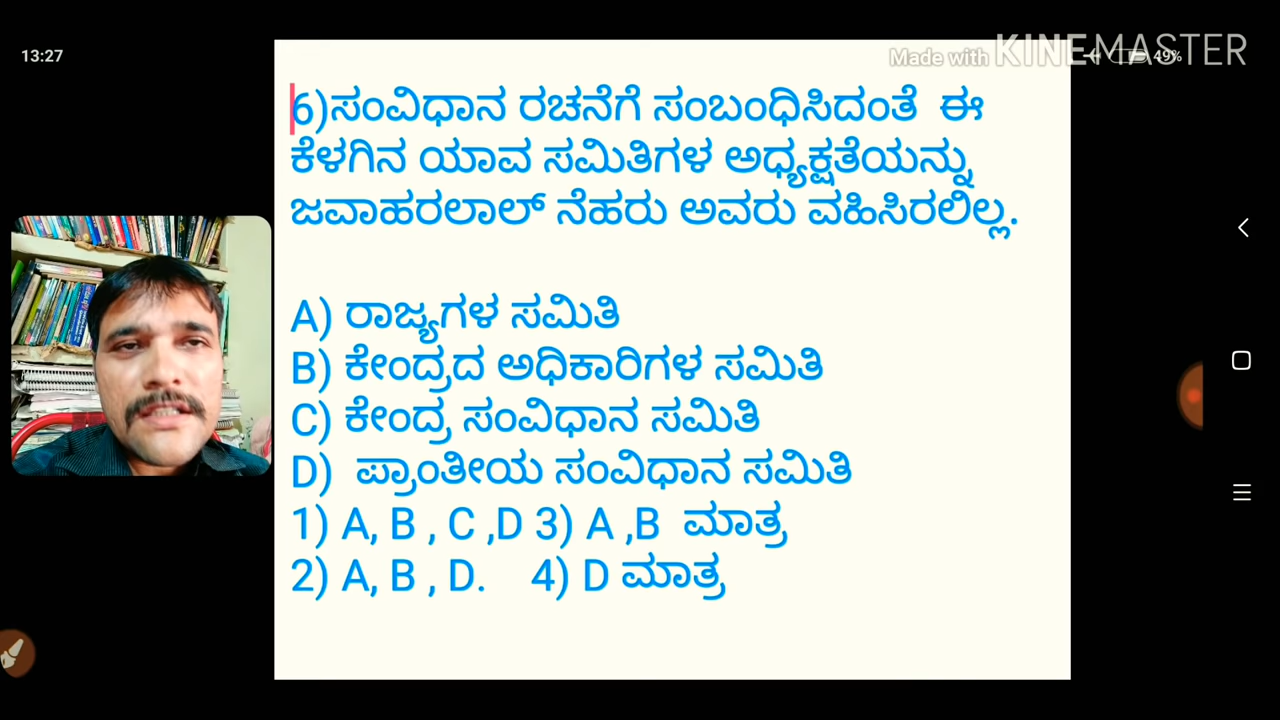 13:27
Made with KINEMASTER
49%
6)ಸಂವಿಧಾನ ರಚನೆಗೆ ಸಂಬಂಧಿಸಿದಂತೆ ಈ
ಕೆಳಗಿನ ಯಾವ ಸಮಿತಿಗಳ ಅಧ್ಯಕ್ಷತೆಯನ್ನು
ಜವಾಹರಲಾಲ್ ನೆಹರು ಅವರು ವಹಿಸಿರಲಿಲ್ಲ.
A) ರಾಜ್ಯಗಳ ಸಮಿತಿ
B) ಕೇಂದ್ರದ ಅಧಿಕಾರಿಗಳ ಸಮಿತಿ
C) ಕೇಂದ್ರ ಸಂವಿಧಾನ ಸಮಿತಿ
D) ಪ್ರಾಂತೀಯ ಸಂವಿಧಾನ ಸಮಿತಿ
1) A, B , C ,D 3) A ,B ಮಾತ್ರ
2) A, B , D. 4) D ಮಾತ್ರ